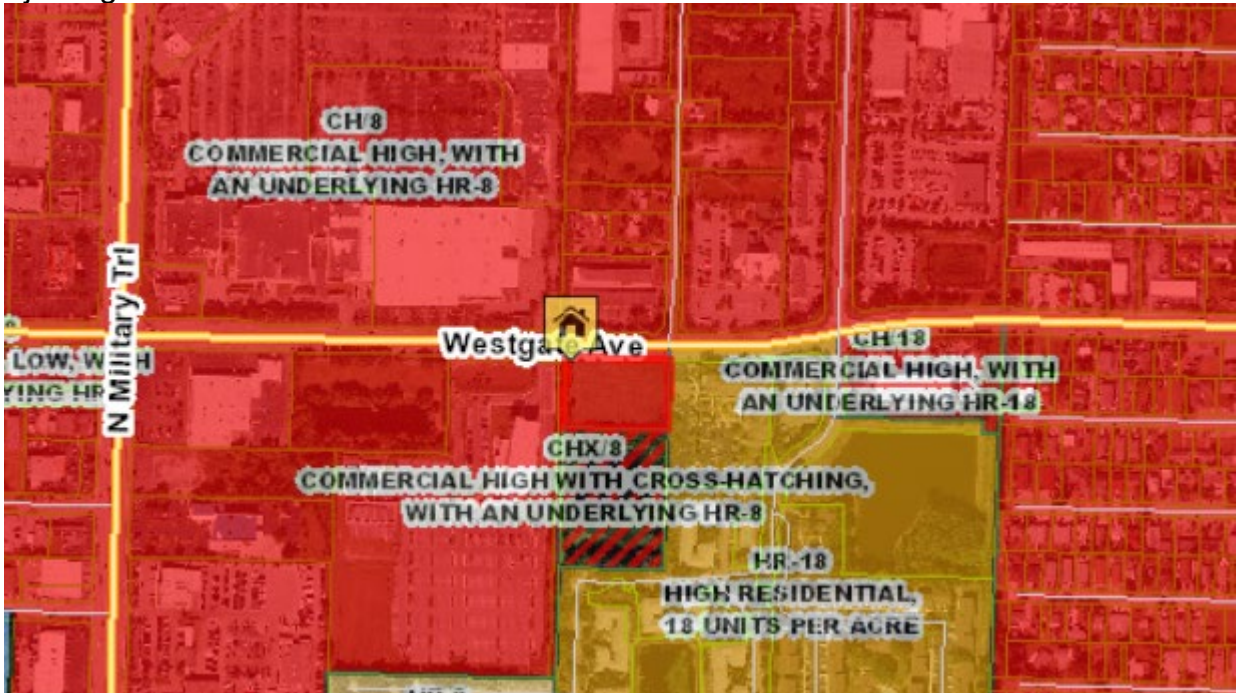 CH/8
COMMERCIAL HIGH, WITH
AN UNDERLYING HR-8
N Military Trl
Westgate Ave
LOW, WITH
YING HR
CH/18
COMMERCIAL HIGH, WITH
AN UNDERLYING HR-18
CHX/8
COMMERCIAL HIGH WITH CROSS-HATCHING,
WITH AN UNDERLYING HR-8
HR-18
HIGH RESIDENTIAL,
18 UNITS PER ACRE